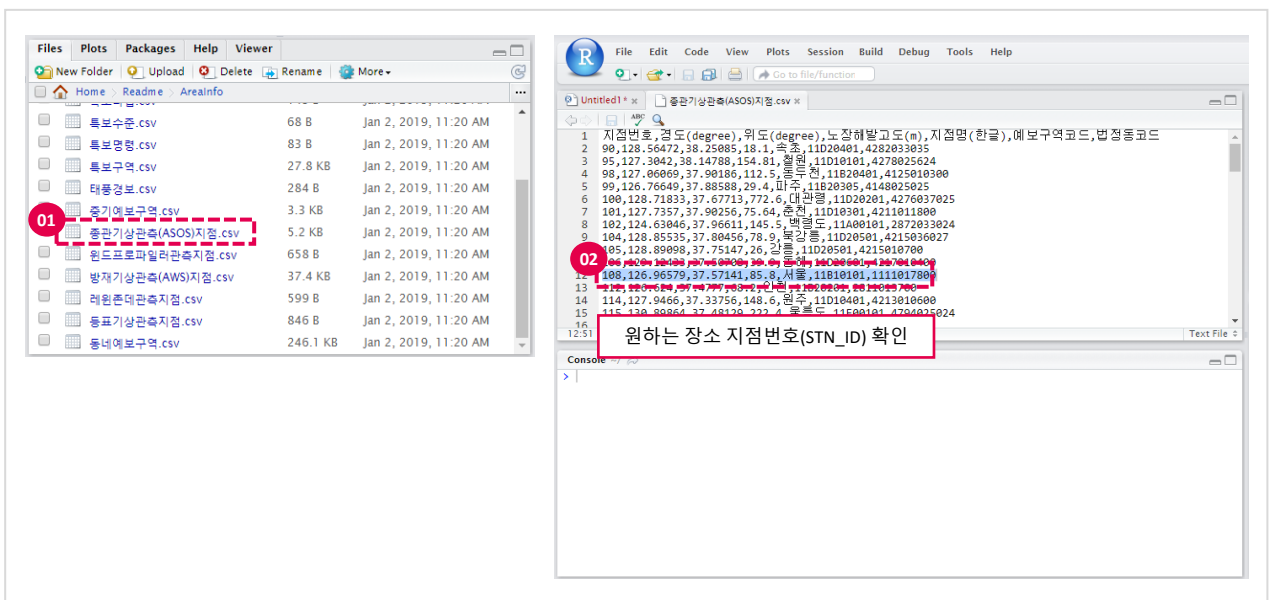 Files Plots Packages Help Viewer
New Folder Upload Delete Rename More
Home Readme AreaInfo
특보수준.csv 68 B Jan 2, 2019, 11:20 AM
특보명령.csv 83 B Jan 2, 2019, 11:20 AM
특보구역.csv 27.8 KB Jan 2, 2019, 11:20 AM
태풍경보.csv 284 B Jan 2, 2019, 11:20 AM
중기예보구역.csv 3.3 KB Jan 2, 2019, 11:20 AM
01
종관기상관측(ASOS)지점.csv 5.2 KB Jan 2, 2019, 11:20 AM
윈드프로파일러관측지점.csv 658 B Jan 2, 2019, 11:20 AM
방재기상관측(AWS)지점.csv 37.4 KB Jan 2, 2019, 11:20 AM
레윈존데관측지점.csv 599 B Jan 2, 2019, 11:20 AM
등표기상관측지점.csv 846 B Jan 2, 2019, 11:20 AM
동네예보구역.csv 246.1 KB Jan 2, 2019, 11:20 AM
R File Edit Code View Plots Session Build Debug Tools Help
Go to file/function
Untitled1* × 종관기상관측(ASOS)지점.csv ×
ABC
1 지점번호,경도(degree),위도(degree),노장해발고도(m),지점명(한글),예보구역코드,법정동코드
2 90,128.56472,38.25085,18.1,속초,11D20401,4282033035
3 95,127.3042,38.14788,154.81,철원,11D10101,4278025624
4 98,127.06069,37.90186,112.5,동두천,11B20401,4125010300
5 99,126.76649,37.88588,29.4,파주,11B20305,4148025025
6 100,128.71833,37.67713,772.6,대관령,11D20201,4276037025
7 101,127.7357,37.90256,75.64,춘천,11D10301,4211011800
8 102,124.63046,37.96611,145.5,백령도,11A00101,2872033024
9 104,128.85535,37.80456,78.9,북강릉,11D20501,4215036027
02
105,128.89098,37.75147,26,강릉,11D20501,4215010700
12 108,126.96579,37.57141,85.8,서울,11B10101,1111017800
13
14 114,127.9466,37.33756,148.6,원주,11D10401,4213010600
15 115,130.89864,37.48129,222.4,울릉도,11E00101,4794025024
16
12:51 Text File
원하는 장소 지점번호(STN_ID) 확인
Console ~/
>